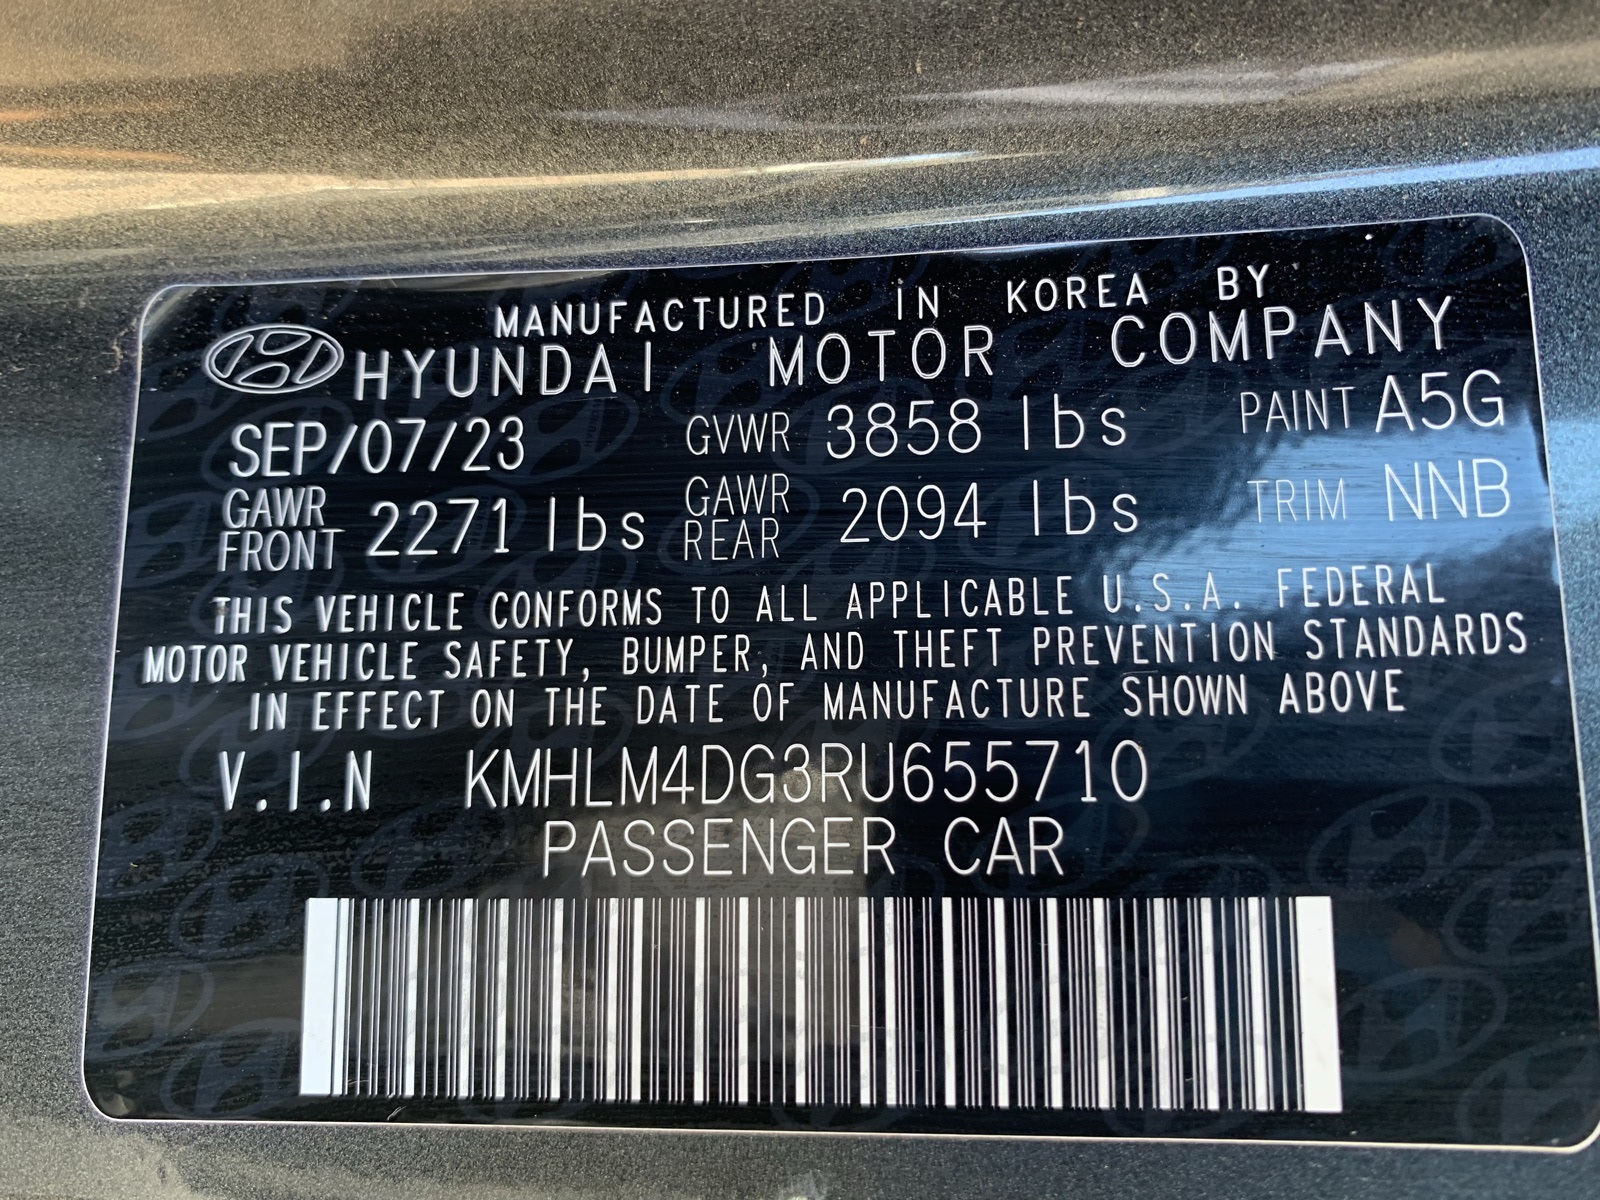 MANUFACTURED IN KOREA BY
HYUNDAI MOTOR COMPANY
SEP/07/23 GVWR 3858 lbs PAINT A5G
GAWR FRONT 2271 lbs GAWR REAR 2094 lbs TRIM NNB
THIS VEHICLE CONFORMS TO ALL APPLICABLE U.S.A. FEDERAL
MOTOR VEHICLE SAFETY, BUMPER, AND THEFT PREVENTION STANDARDS
IN EFFECT ON THE DATE OF MANUFACTURE SHOWN ABOVE
V.I.N KMHLM4DG3RU655710
PASSENGER CAR